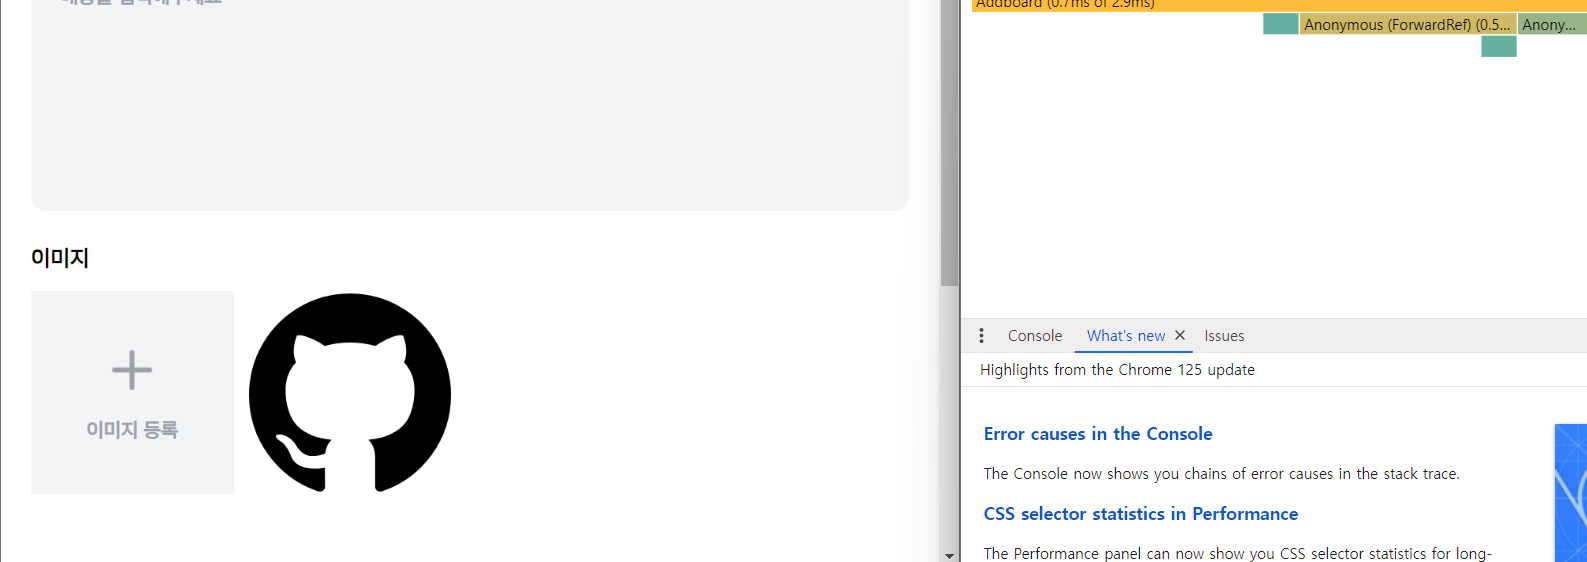 Addboard (0.7ms of 2.9ms)
Anonymous (ForwardRef) (0.5... Anony...
이미지
이미지 등록
Console What's new Issues
Highlights from the Chrome 125 update
Error causes in the Console
The Console now shows you chains of error causes in the stack trace.
CSS selector statistics in Performance
The Performance panel can now show you CSS selector statistics for long-